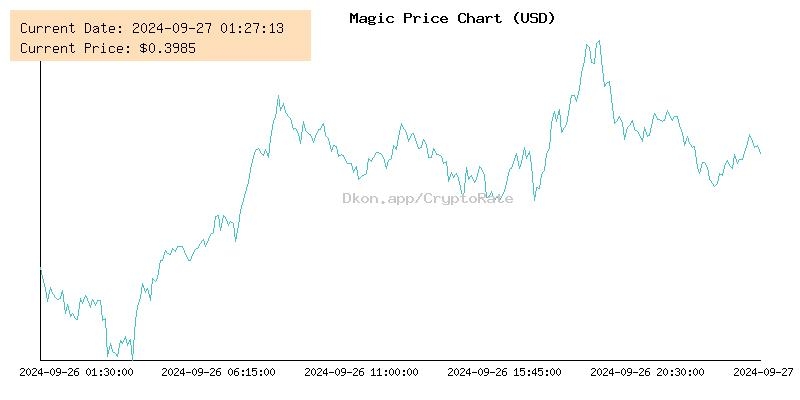 Magic Price Chart (USD)
Current Date: 2024-09-27 01:27:13
Current Price: $0.3985
Dkon.app/CryptoRate
2024-09-26 01:30:00 2024-09-26 06:15:00 2024-09-26 11:00:00 2024-09-26 15:45:00 2024-09-26 20:30:00 2024-09-27